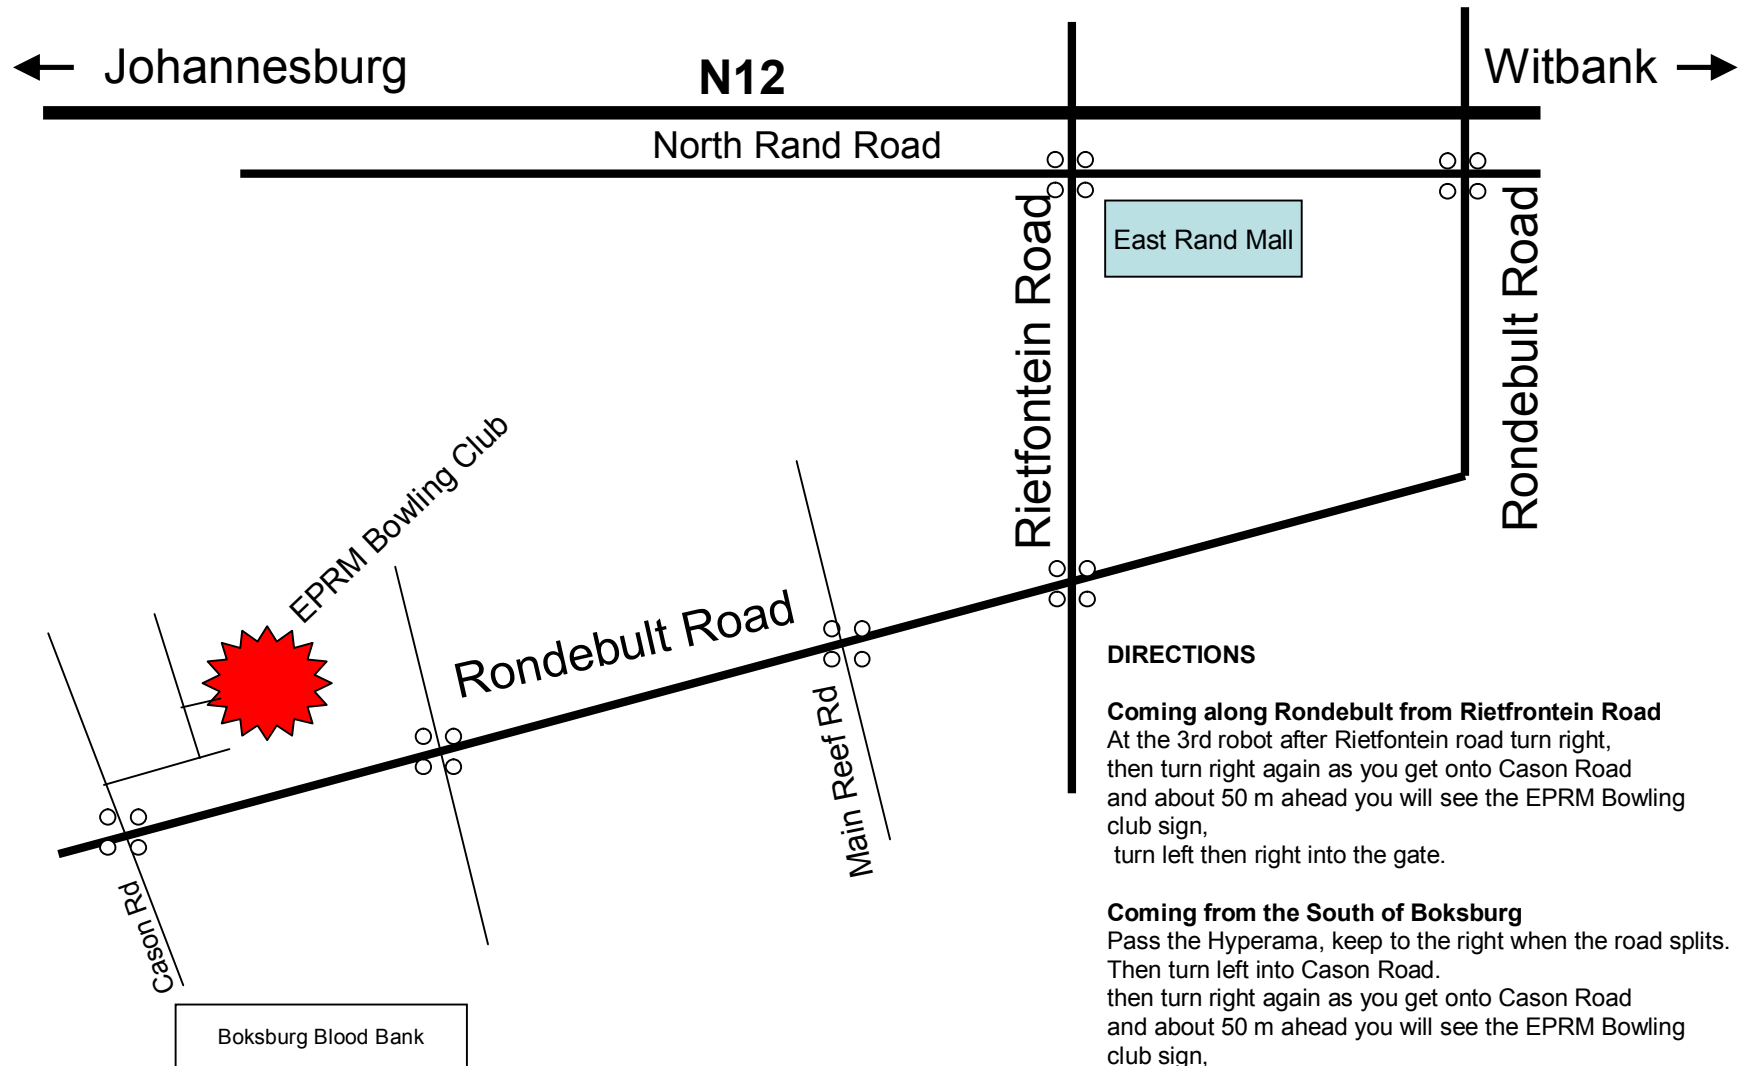 Johannesburg
N12
Witbank
North Rand Road
East Rand Mall
Rietfontein Road
Rondebult Road
EPRM Bowling Club
Rondebult Road
Main Reef Rd
Cason Rd
Boksburg Blood Bank
DIRECTIONS
Coming along Rondebult from Rietfrontein Road
At the 3rd robot after Rietfontein road turn right,
then turn right again as you get onto Cason Road
and about 50 m ahead you will see the EPRM Bowling
club sign,
turn left then right into the gate.
Coming from the South of Boksburg
Pass the Hyperama, keep to the right when the road splits.
Then turn left into Cason Road.
then turn right again as you get onto Cason Road
and about 50 m ahead you will see the EPRM Bowling
club sign,